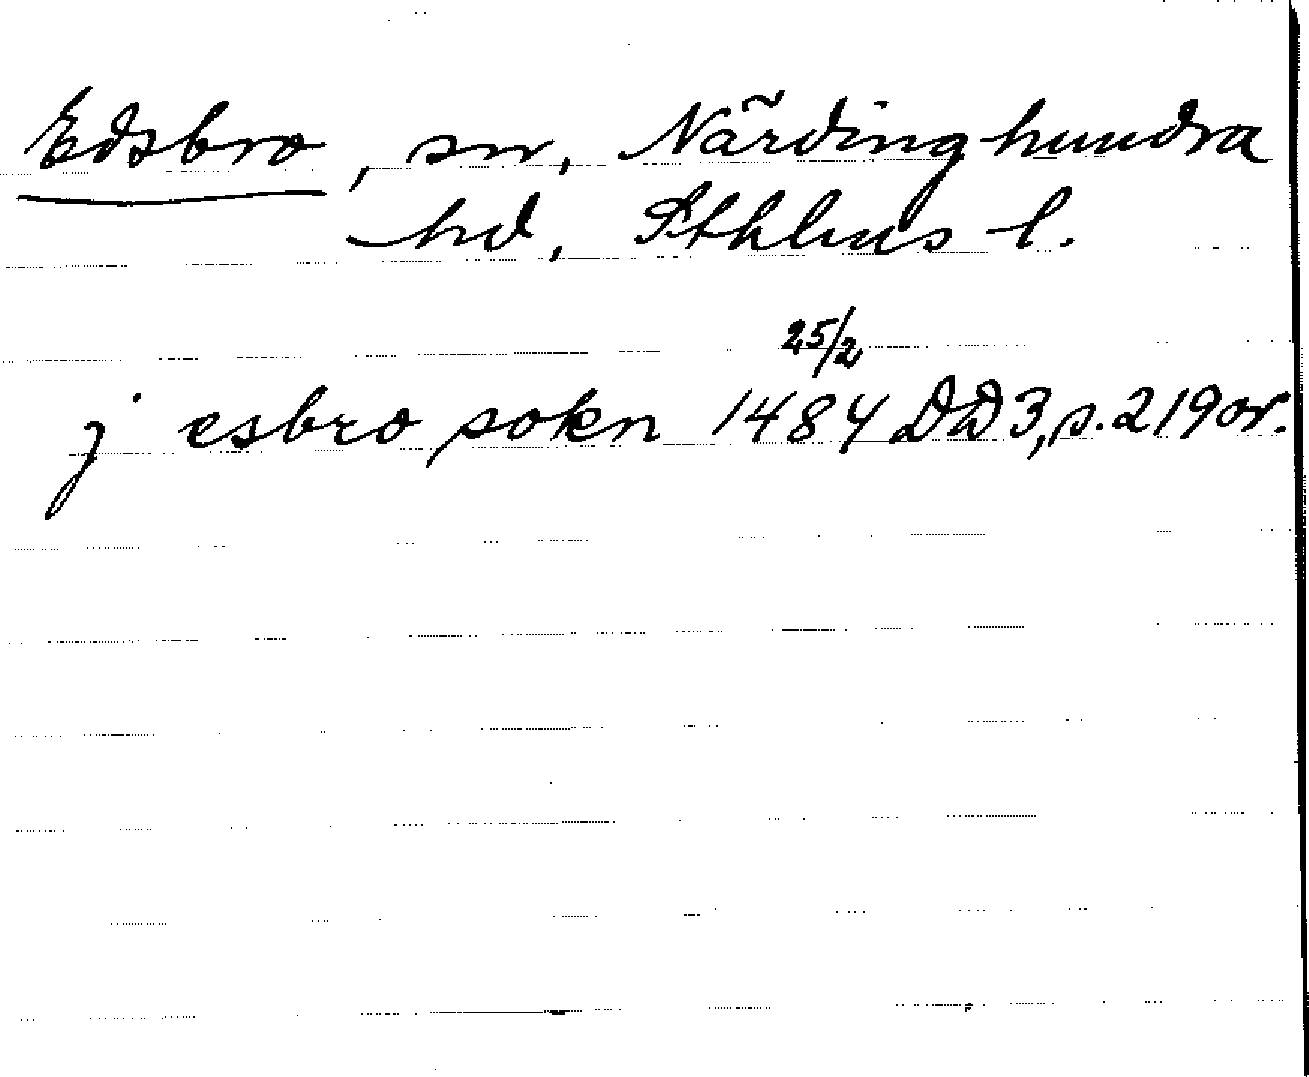 Edsbro, sn, Närdinghundra
hd, Sthlms l.
25/2
j esbro sokn 1484 DD3, s. 219 or.